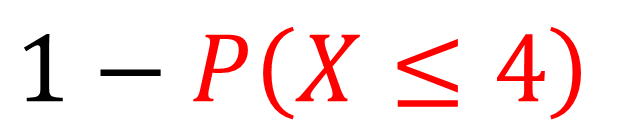 1 − P(X ≤ 4)